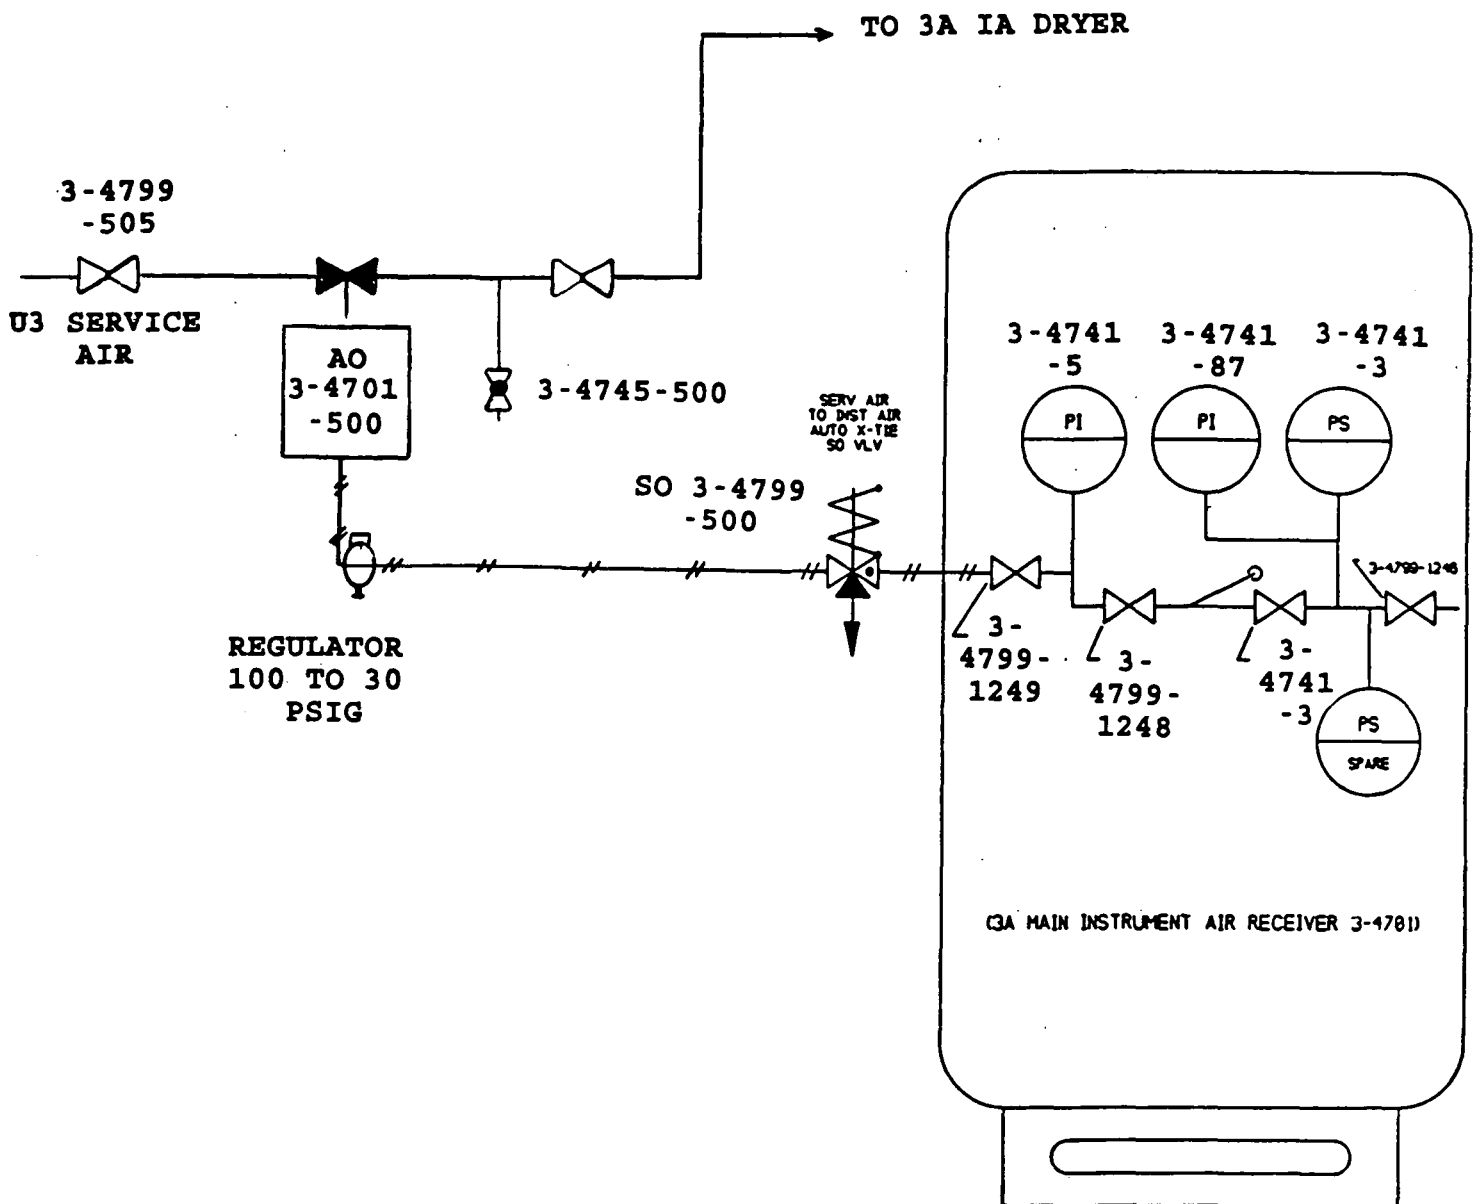 TO 3A IA DRYER
3-4799
-505
U3 SERVICE
AIR
AO
3-4701
-500
3-4745-500
SERV AIR
TO DIST AIR
AUTO X-TIE
SO VLV
SO 3-4799
-500
REGULATOR
100 TO 30
PSIG
3-4741
-5
3-4741
-87
3-4741
-3
PI
PI
PS
3-4799-1246
3-
4799-
1249
3-
4799-
1248
3-
4741
-3
PS
SPARE
(3A MAIN INSTRUMENT AIR RECEIVER 3-4701)